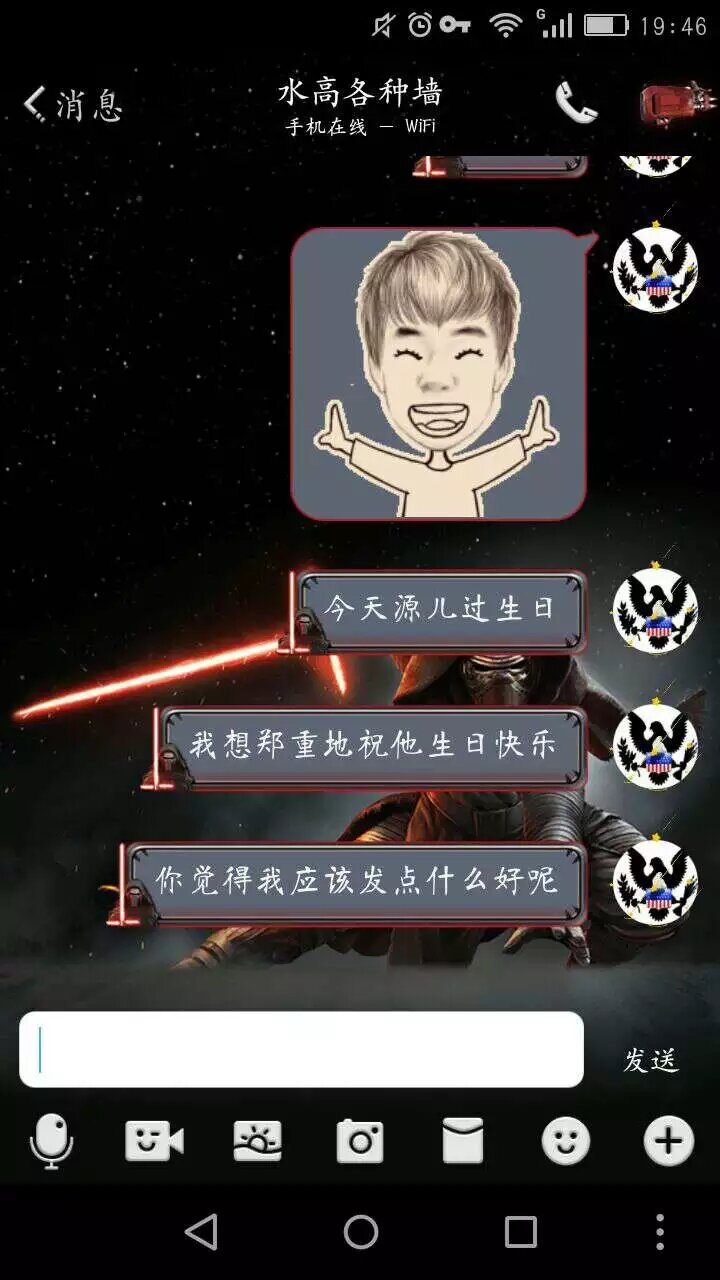 G
19:46
消息
水高各种墙
手机在线 － WiFi
今天源儿过生日
我想郑重地祝他生日快乐
你觉得我应该发点什么好呢
发送